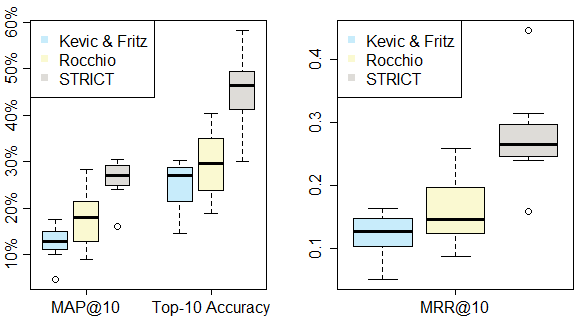 60%
50%
40%
30%
20%
10%
Kevic & Fritz
Rocchio
STRICT
MAP@10
Top-10 Accuracy
0.4
0.3
0.2
0.1
Kevic & Fritz
Rocchio
STRICT
MRR@10